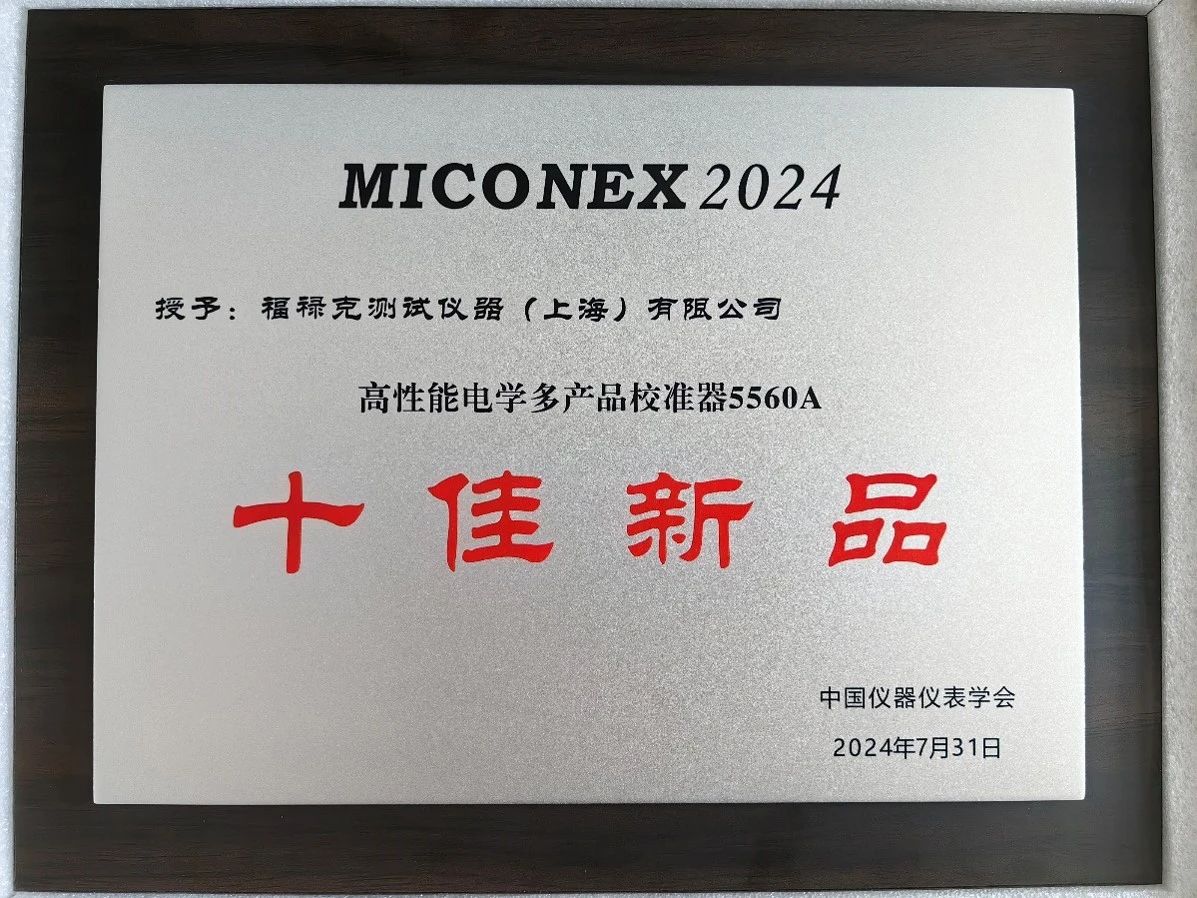 MICONEX 2024
授予：福禄克测试仪器（上海）有限公司
高性能电学多产品校准器5560A
十佳新品
中国仪器仪表学会
2024年7月31日